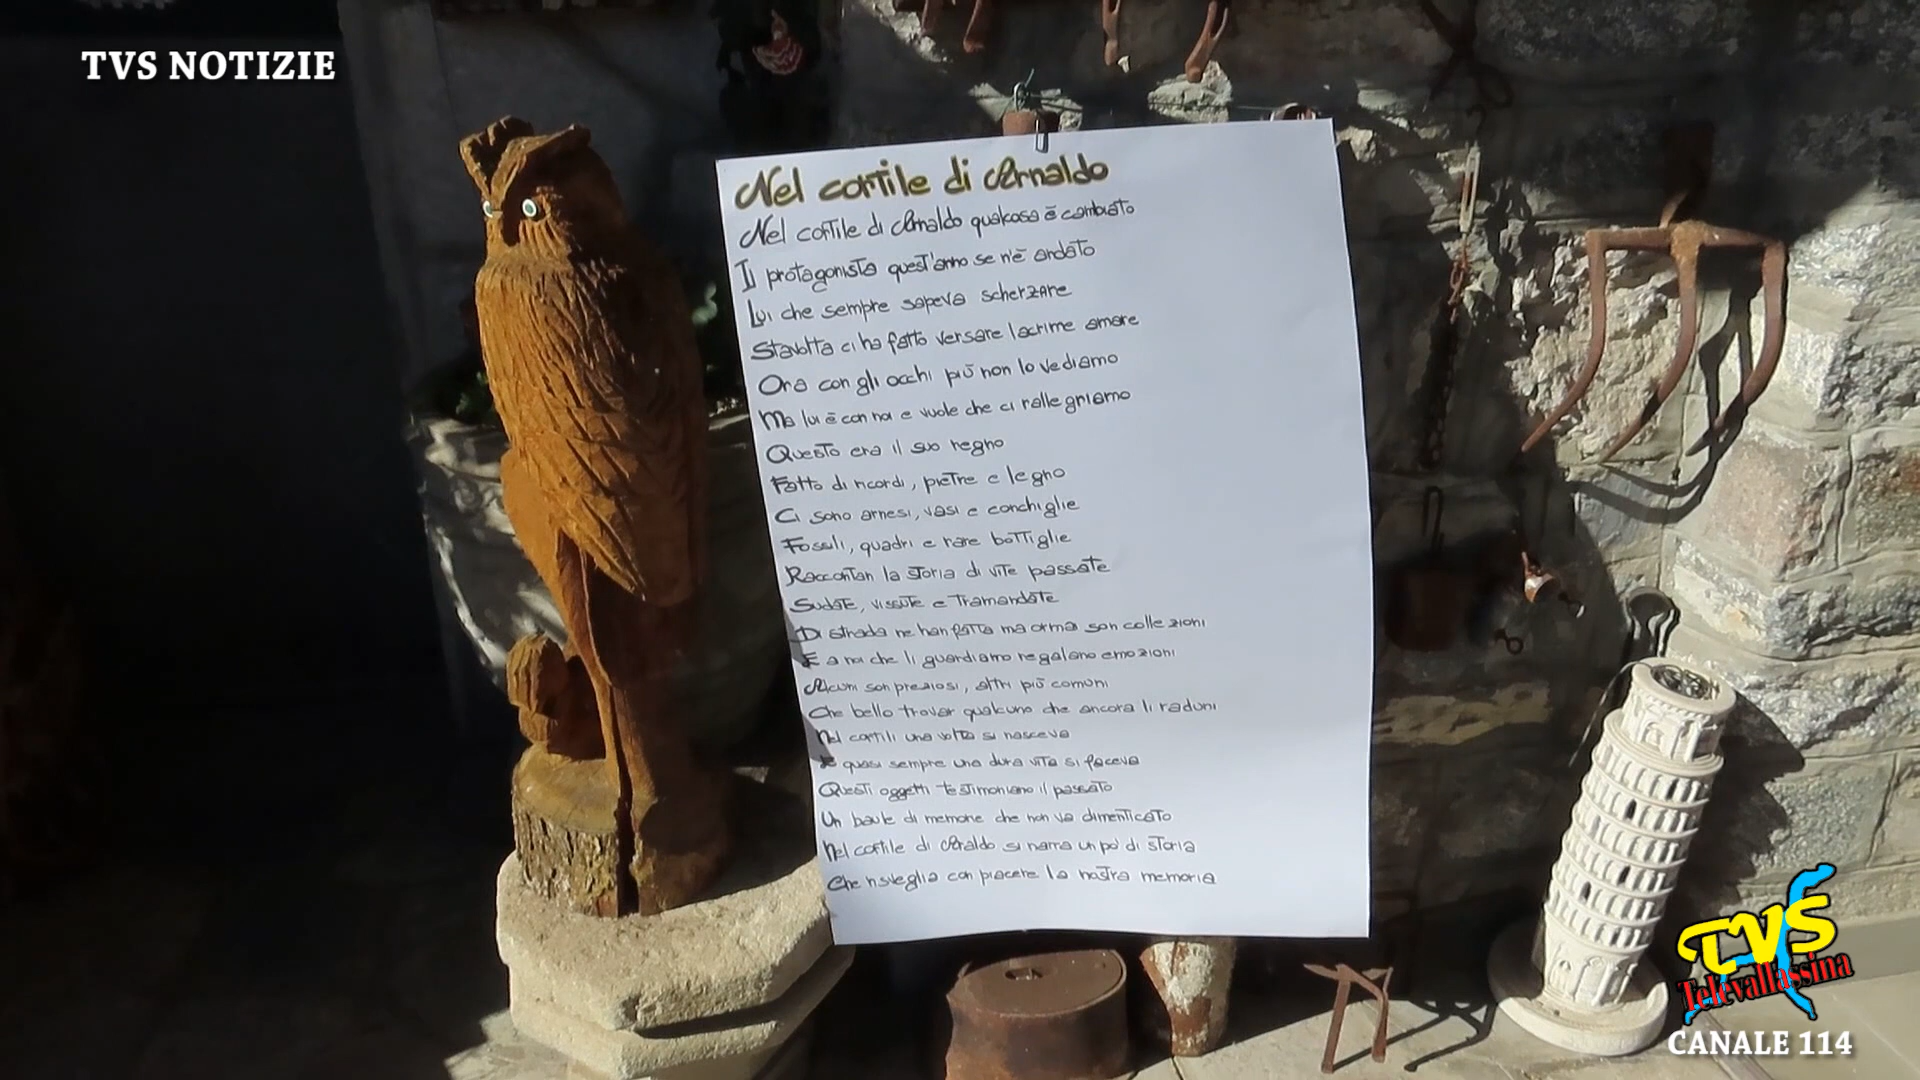 TVS NOTIZIE
Nel cortile di Arnaldo
Nel cortile di Arnaldo qualcosa è cambiato
Il protagonista quest'anno se n'è andato
Lui che sempre sapeva scherzare
Stavolta ci ha fatto versare lacrime amare
Ora con gli occhi più non lo vediamo
Ma lui è con noi e vuole che ci rallegriamo
Questo era il suo regno
Fatto di ricordi, pietre e legno
Ci sono arnesi, vasi e conchiglie
Fossili, quadri e rare bottiglie
Raccontan la storia di vite passate
Sudate, vissute e tramandate
Di strada ne han fatta ma ormai son collezioni
E a noi che li guardiamo regalano emozioni
Alcuni son preziosi, altri più comuni
Che bello trovar qualcuno che ancora li raduni
Nei cortili una volta si nasceva
E quasi sempre una dura vita si faceva
Questi oggetti testimoniano il passato
Un baule di memorie che non va dimenticato
Nel cortile di Arnaldo si narra un po' di storia
Che risveglia con piacere la nostra memoria
TVS
Televallassina
CANALE 114